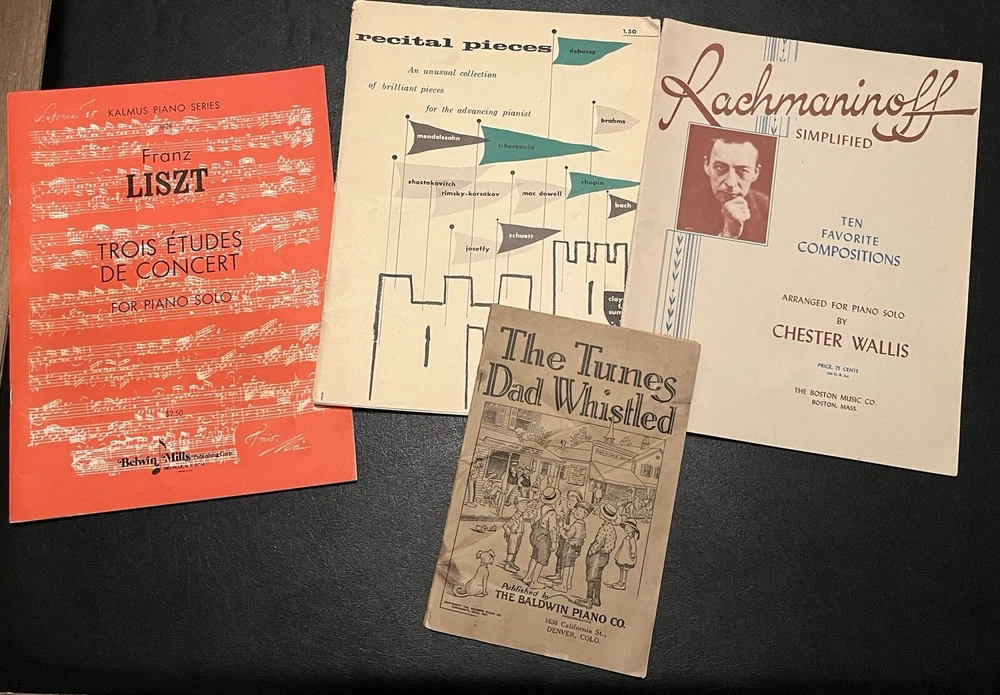 KALMUS PIANO SERIES
Franz
LISZT
TROIS ÉTUDES
DE CONCERT
FOR PIANO SOLO
$2.50
Belwin Mills Publishing Corp.
recital pieces
1.50
An unusual collection
of brilliant pieces
for the advancing pianist
debussy
brahms
mendelssohn
tcherepnin
shostakovitch
rimsky-korsakov
mac dowell
chopin
bach
joseffy
schuett
clay
sum
Rachmaninoff
SIMPLIFIED
TEN
FAVORITE
COMPOSITIONS
ARRANGED FOR PIANO SOLO
BY
CHESTER WALLIS
PRICE, 75 CENTS
(In U. S. A.)
THE BOSTON MUSIC CO.
BOSTON, MASS.
The Tunes
Dad Whistled
Published by
THE BALDWIN PIANO CO.
1636 California St.,
DENVER, COLO.